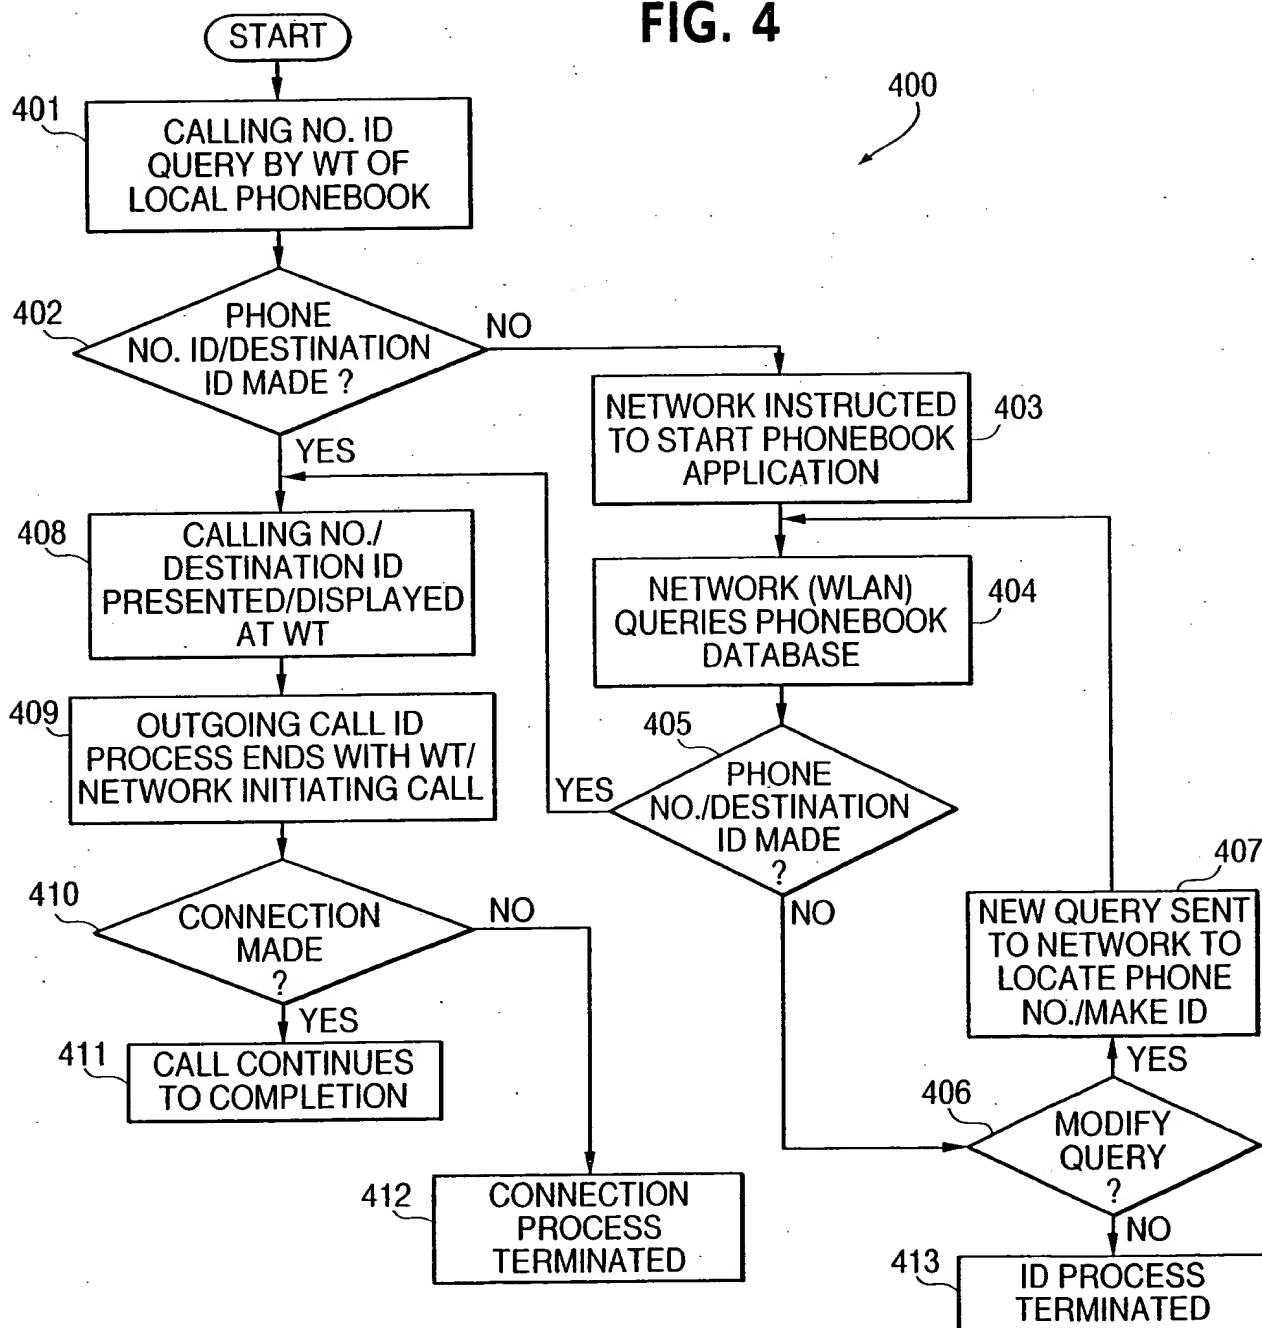 FIG. 4
START
400
401
CALLING NO. ID
QUERY BY WT OF
LOCAL PHONEBOOK
402
PHONE
NO. ID/DESTINATION
ID MADE ?
NO
YES
NETWORK INSTRUCTED
TO START PHONEBOOK
APPLICATION
403
408
CALLING NO./
DESTINATION ID
PRESENTED/DISPLAYED
AT WT
NETWORK (WLAN)
QUERIES PHONEBOOK
DATABASE
404
409
OUTGOING CALL ID
PROCESS ENDS WITH WT/
NETWORK INITIATING CALL
405
PHONE
NO./DESTINATION
ID MADE
?
YES
NO
407
NEW QUERY SENT
TO NETWORK TO
LOCATE PHONE
NO./MAKE ID
410
CONNECTION
MADE
?
NO
YES
411
CALL CONTINUES
TO COMPLETION
406
MODIFY
QUERY
?
YES
NO
412
CONNECTION
PROCESS
TERMINATED
413
ID PROCESS
TERMINATED